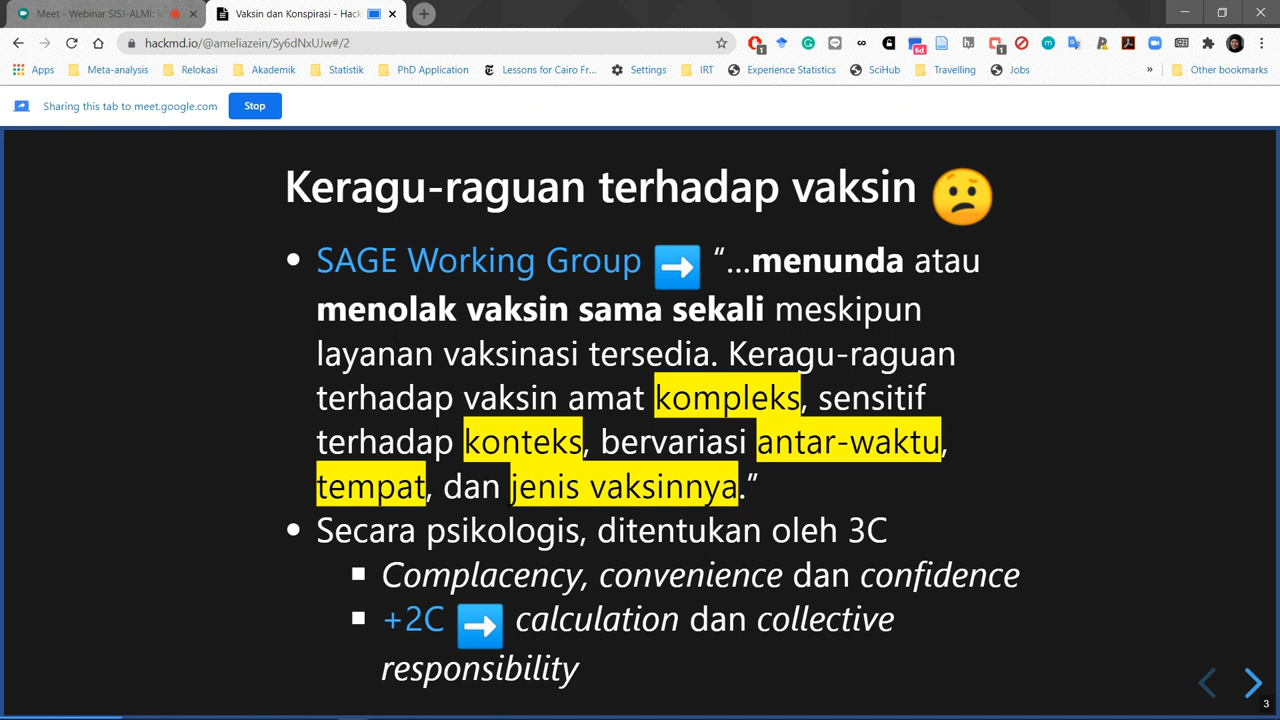 Meet - Webinar SISJ-ALMI: V
Vaksin dan Konspirasi - Hack
hackmd.io/@ameliazein/Sy6dNxUJw#/2
1
6d
1
Apps
Meta-analysis
Relokasi
Akademik
Statistik
PhD Application
Lessons for Cairo Fr...
Settings
IRT
Experience Statistics
SciHub
Travelling
Jobs
»
Other bookmarks
Sharing this tab to meet.google.com
Stop
Keragu-raguan terhadap vaksin
SAGE Working Group ➡ “...menunda atau
menolak vaksin sama sekali meskipun
layanan vaksinasi tersedia. Keragu-raguan
terhadap vaksin amat kompleks, sensitif
terhadap konteks, bervariasi antar-waktu,
tempat, dan jenis vaksinnya.”
Secara psikologis, ditentukan oleh 3C
Complacency, convenience dan confidence
+2C ➡ calculation dan collective
responsibility
3